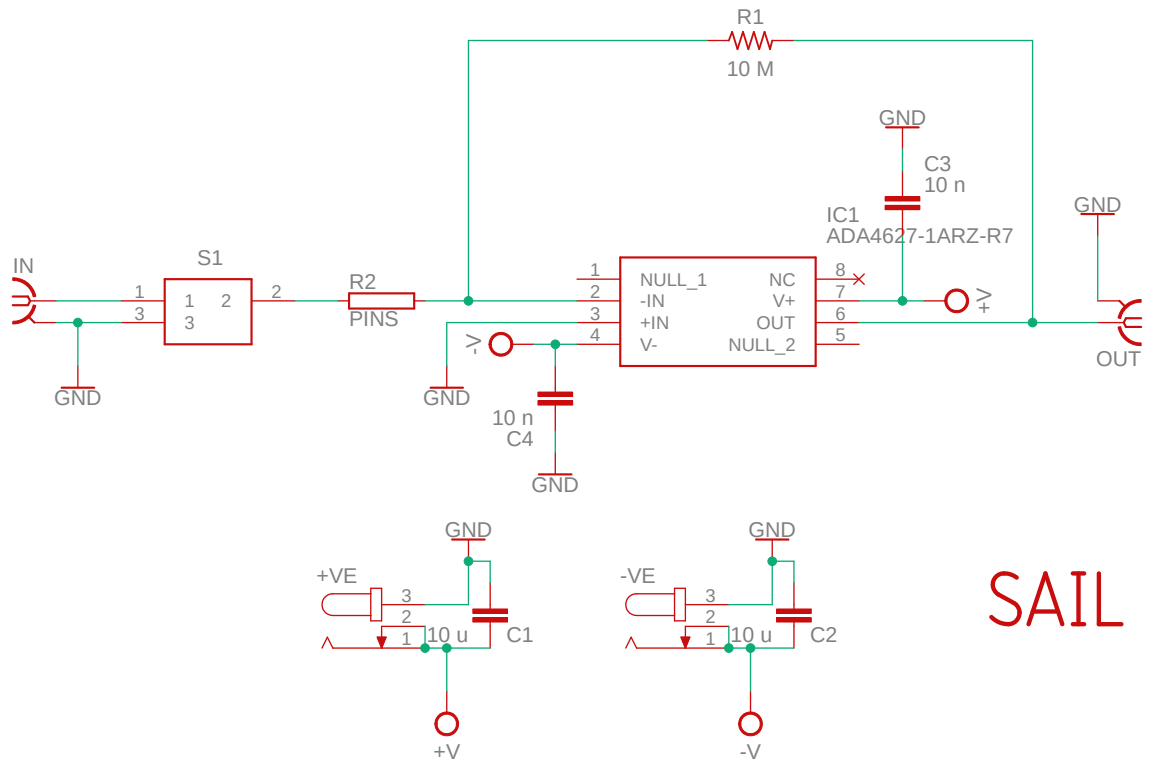 R1
10 M
GND
C3
10 n
IC1
ADA4627-1ARZ-R7
GND
IN
S1
1 1 2 2
3 3
R2
PINS
GND
1 NULL_1 NC 8
2 -IN V+ 7
3 +IN OUT 6
4 V- NULL_2 5
+V
-V
OUT
GND
10 n
C4
GND
GND
+VE
3
2
1
10 u
C1
+V
GND
-VE
3
2
1
10 u
C2
-V
SAIL